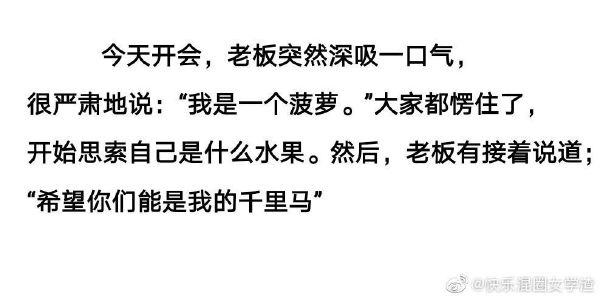 今天开会，老板突然深吸一口气，
很严肃地说：“我是一个菠萝。”大家都愣住了，
开始思索自己是什么水果。然后，老板有接着说道；
“希望你们能是我的千里马”
@快乐混圈女学渣